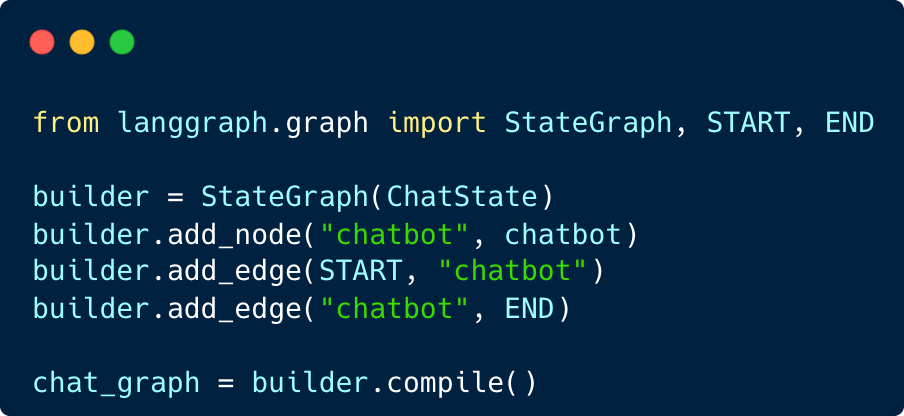 from langgraph.graph import StateGraph, START, END
builder = StateGraph(ChatState)
builder.add_node("chatbot", chatbot)
builder.add_edge(START, "chatbot")
builder.add_edge("chatbot", END)
chat_graph = builder.compile()